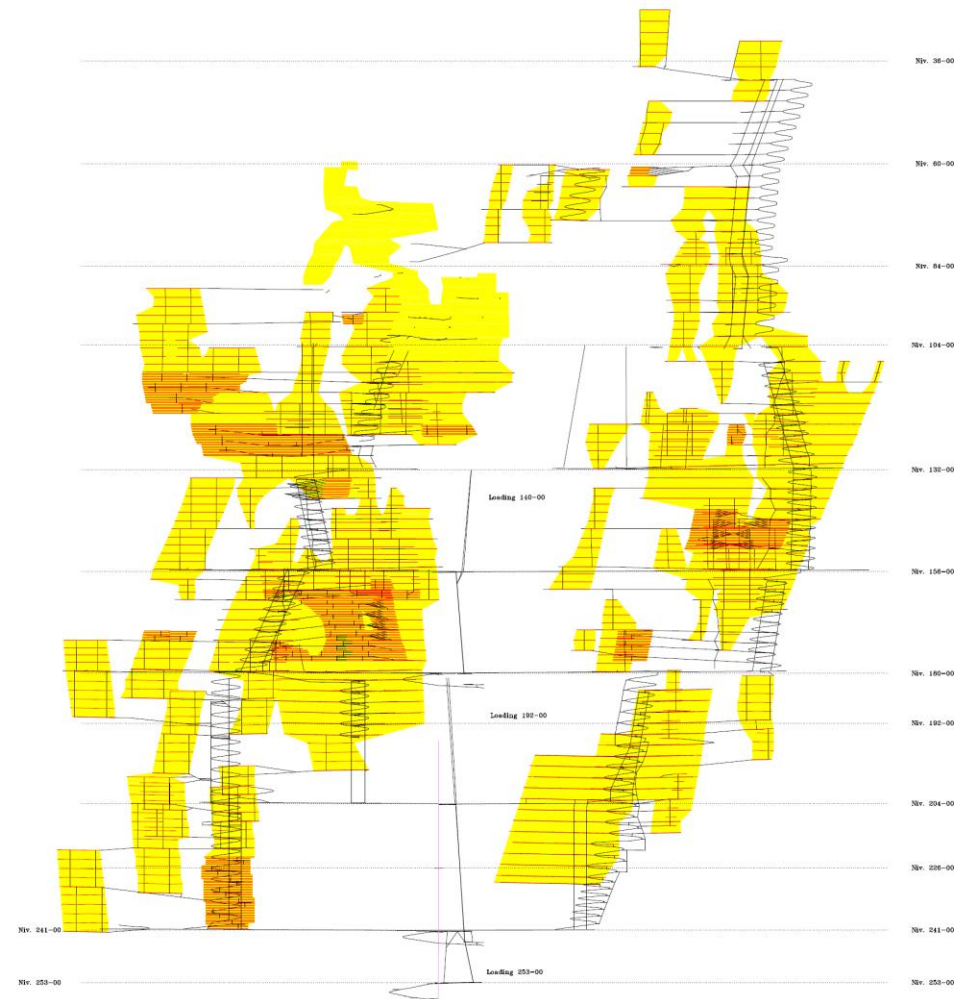 Niv. 36-00
Niv. 60-00
Niv. 84-00
Niv. 104-00
Niv. 132-00
Loading 140-00
Niv. 156-00
Niv. 180-00
Loading 192-00
Niv. 192-00
Niv. 204-00
Niv. 226-00
Niv. 241-00
Niv. 241-00
Loading 253-00
Niv. 253-00
Niv. 253-00